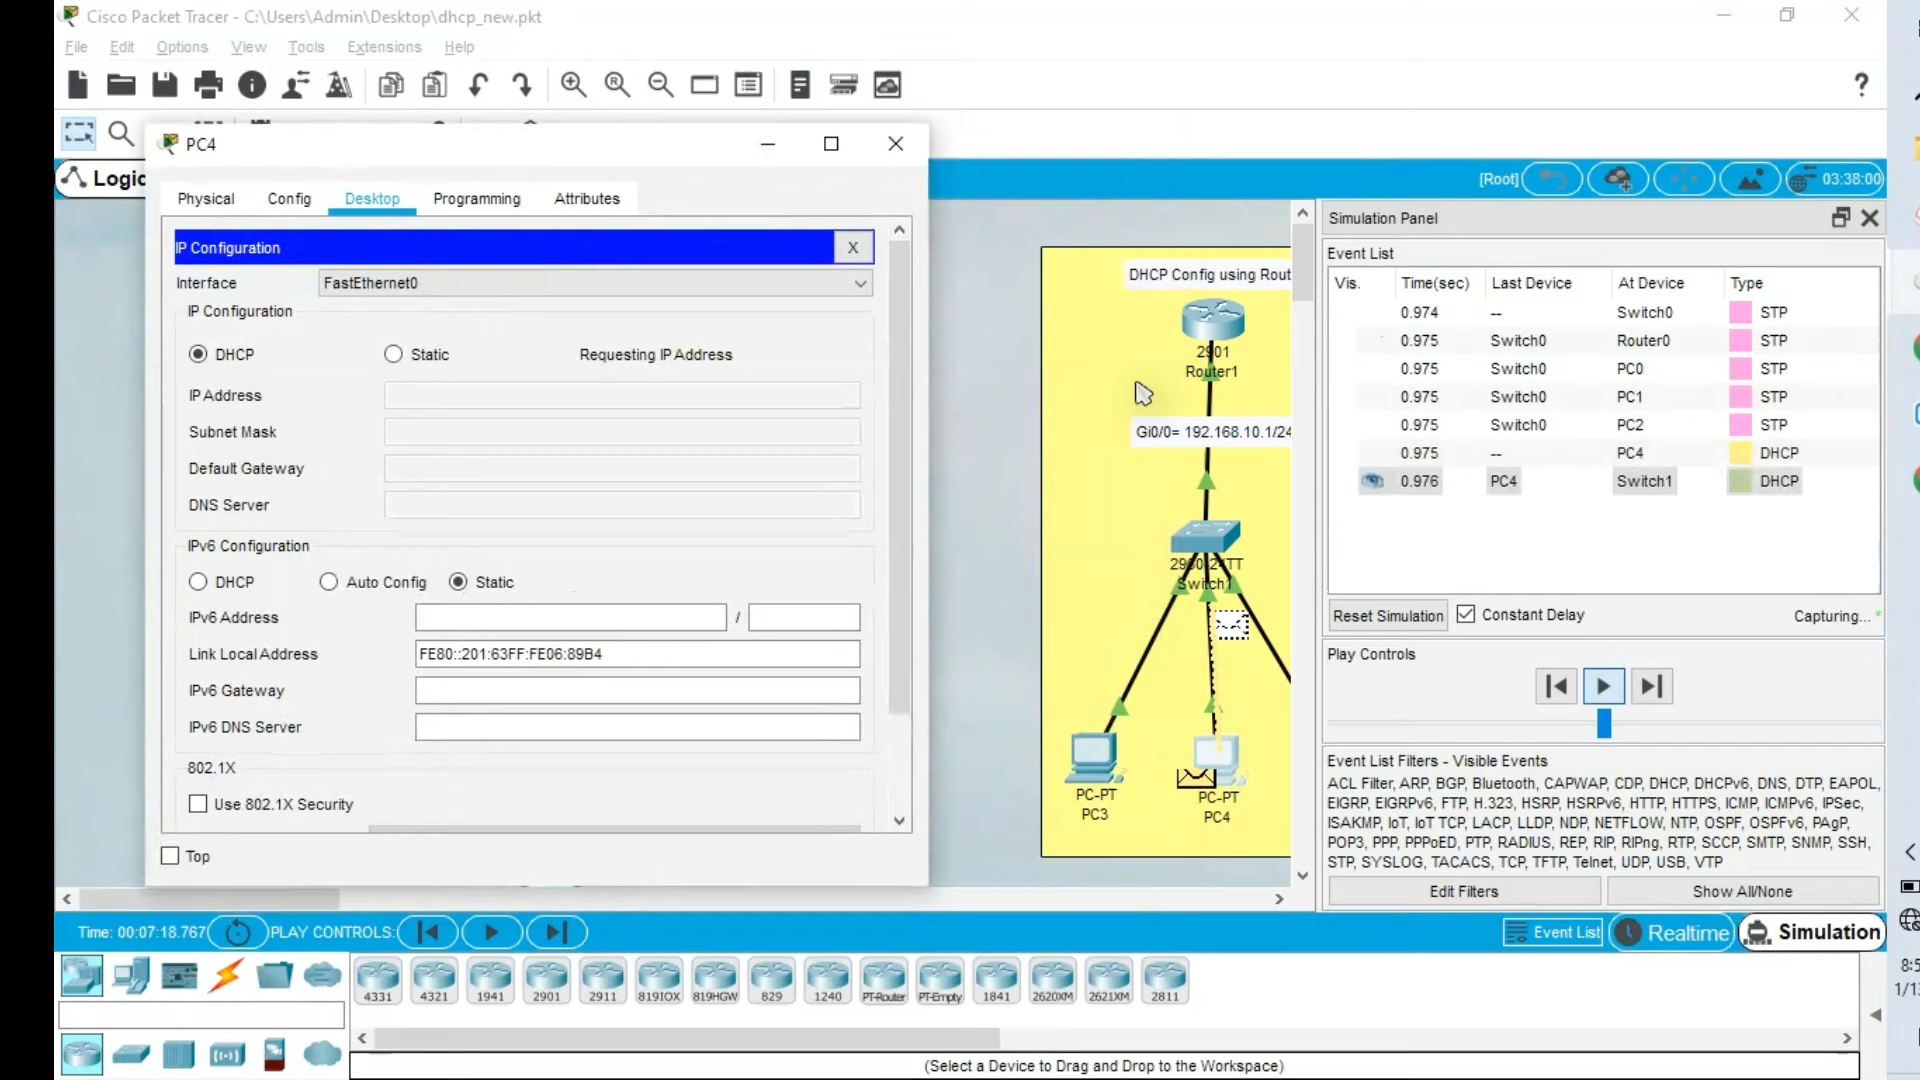 Cisco Packet Tracer - C:\Users\Admin\Desktop\dhcp_new.pkt
File Edit Options View Tools Extensions Help
PC4
Logic
[Root] 03:38:00
Physical Config Desktop Programming Attributes
IP Configuration X
Interface FastEthernet0
IP Configuration
DHCP Static Requesting IP Address
IP Address
Subnet Mask
Default Gateway
DNS Server
IPv6 Configuration
DHCP Auto Config Static
IPv6 Address /
Link Local Address FE80::201:63FF:FE06:89B4
IPv6 Gateway
IPv6 DNS Server
802.1X
Use 802.1X Security
Top
DHCP Config using Rout
2901
Router1
Gi0/0= 192.168.10.1/24
Switch1
PC-PT
PC3
PC-PT
PC4
Simulation Panel
Event List
Vis. Time(sec) Last Device At Device Type
0.974 -- Switch0 STP
0.975 Switch0 Router0 STP
0.975 Switch0 PC0 STP
0.975 Switch0 PC1 STP
0.975 Switch0 PC2 STP
0.975 -- PC4 DHCP
0.976 PC4 Switch1 DHCP
Reset Simulation Constant Delay Capturing...
Play Controls
Event List Filters - Visible Events
ACL Filter, ARP, BGP, Bluetooth, CAPWAP, CDP, DHCP, DHCPv6, DNS, DTP, EAPOL,
EIGRP, EIGRPv6, FTP, H.323, HSRP, HSRPv6, HTTP, HTTPS, ICMP, ICMPv6, IPSec,
ISAKMP, IoT, IoT TCP, LACP, LLDP, NDP, NETFLOW, NTP, OSPF, OSPFv6, PAgP,
POP3, PPP, PPPoED, PTP, RADIUS, REP, RIP, RIPng, RTP, SCCP, SMTP, SNMP, SSH,
STP, SYSLOG, TACACS, TCP, TFTP, Telnet, UDP, USB, VTP
Edit Filters Show All/None
Time: 00:07:18.767 PLAY CONTROLS:
Event List Realtime Simulation
4331 4321 1941 2901 2911 819IOX 819HGW 829 1240 PT-Router PT-Empty 1841 2620XM 2621XM 2811
(Select a Device to Drag and Drop to the Workspace)
8:5
1/13